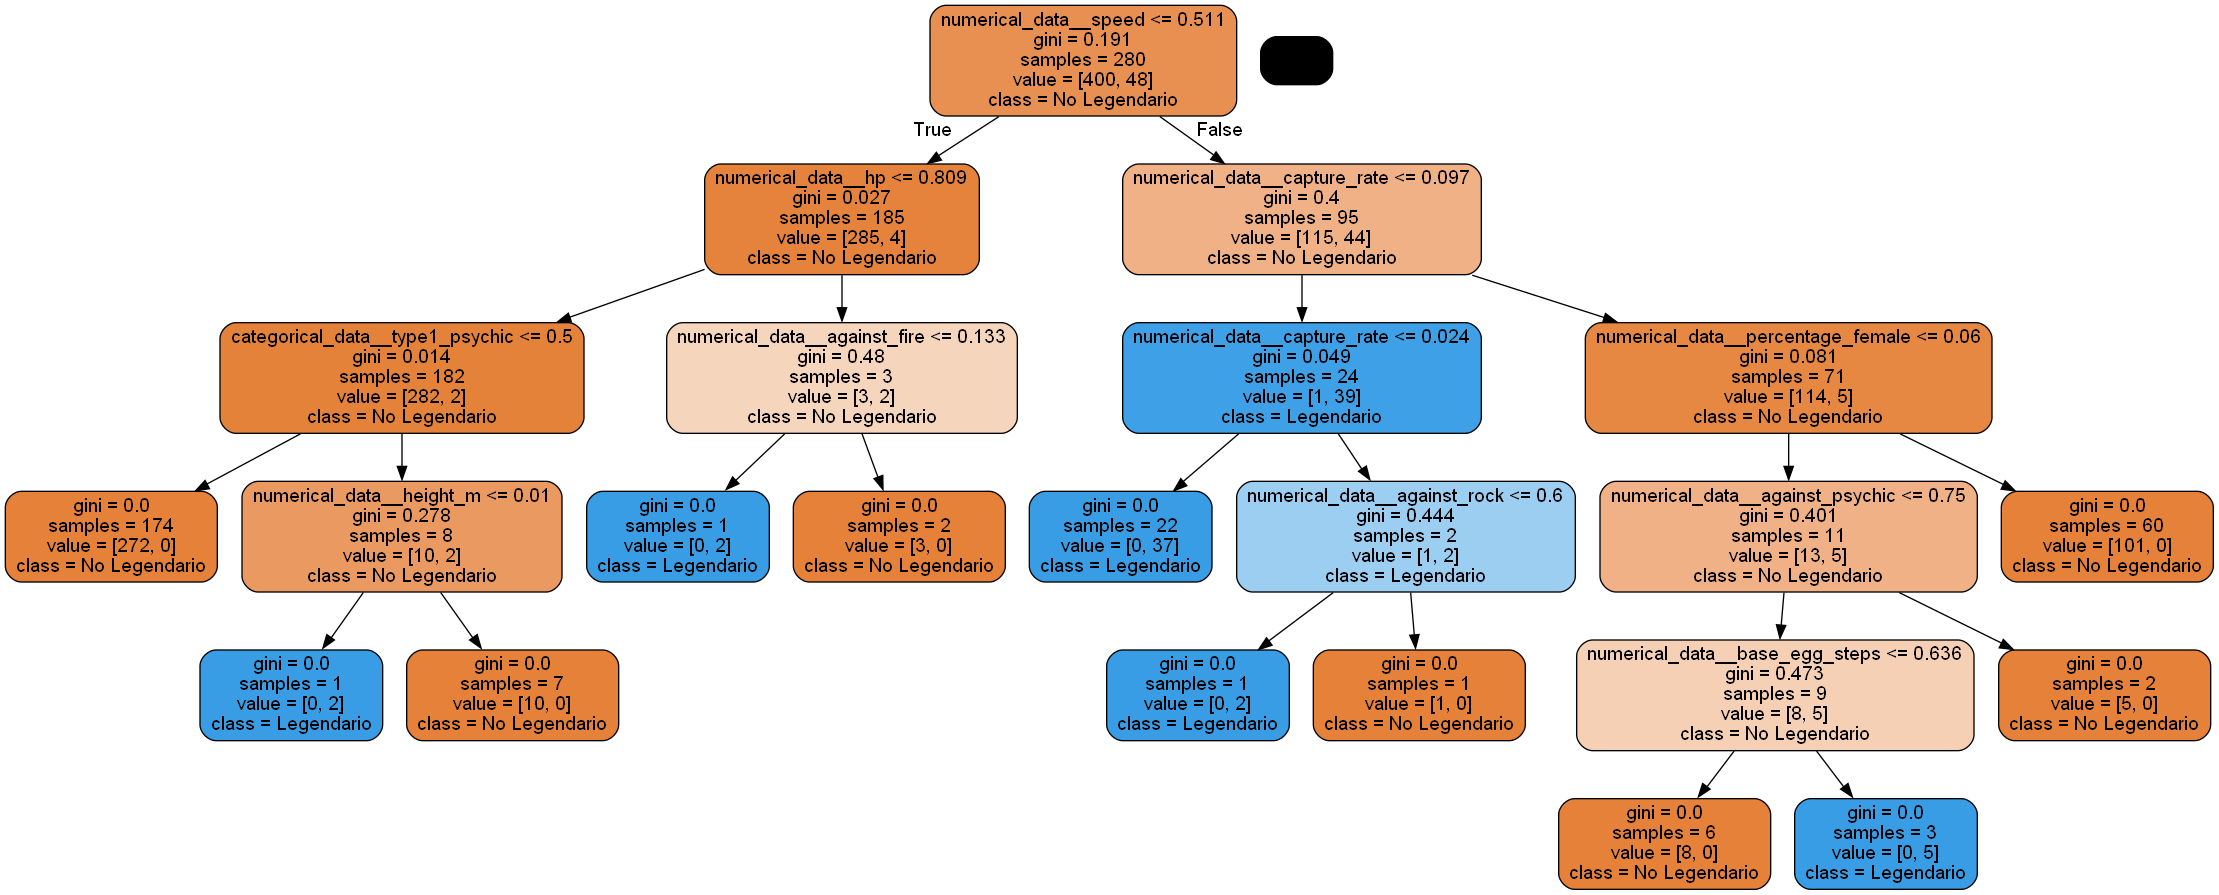 numerical_data__speed <= 0.511
gini = 0.191
samples = 280
value = [400, 48]
class = No Legendario
True
False
numerical_data__hp <= 0.809
gini = 0.027
samples = 185
value = [285, 4]
class = No Legendario
numerical_data__capture_rate <= 0.097
gini = 0.4
samples = 95
value = [115, 44]
class = No Legendario
categorical_data__type1_psychic <= 0.5
gini = 0.014
samples = 182
value = [282, 2]
class = No Legendario
numerical_data__against_fire <= 0.133
gini = 0.48
samples = 3
value = [3, 2]
class = No Legendario
numerical_data__capture_rate <= 0.024
gini = 0.049
samples = 24
value = [1, 39]
class = Legendario
numerical_data__percentage_female <= 0.06
gini = 0.081
samples = 71
value = [114, 5]
class = No Legendario
gini = 0.0
samples = 174
value = [272, 0]
class = No Legendario
numerical_data__height_m <= 0.01
gini = 0.278
samples = 8
value = [10, 2]
class = No Legendario
gini = 0.0
samples = 1
value = [0, 2]
class = Legendario
gini = 0.0
samples = 2
value = [3, 0]
class = No Legendario
gini = 0.0
samples = 22
value = [0, 37]
class = Legendario
numerical_data__against_rock <= 0.6
gini = 0.444
samples = 2
value = [1, 2]
class = Legendario
numerical_data__against_psychic <= 0.75
gini = 0.401
samples = 11
value = [13, 5]
class = No Legendario
gini = 0.0
samples = 60
value = [101, 0]
class = No Legendario
gini = 0.0
samples = 1
value = [0, 2]
class = Legendario
gini = 0.0
samples = 7
value = [10, 0]
class = No Legendario
gini = 0.0
samples = 1
value = [0, 2]
class = Legendario
gini = 0.0
samples = 1
value = [1, 0]
class = No Legendario
numerical_data__base_egg_steps <= 0.636
gini = 0.473
samples = 9
value = [8, 5]
class = No Legendario
gini = 0.0
samples = 2
value = [5, 0]
class = No Legendario
gini = 0.0
samples = 6
value = [8, 0]
class = No Legendario
gini = 0.0
samples = 3
value = [0, 5]
class = Legendario